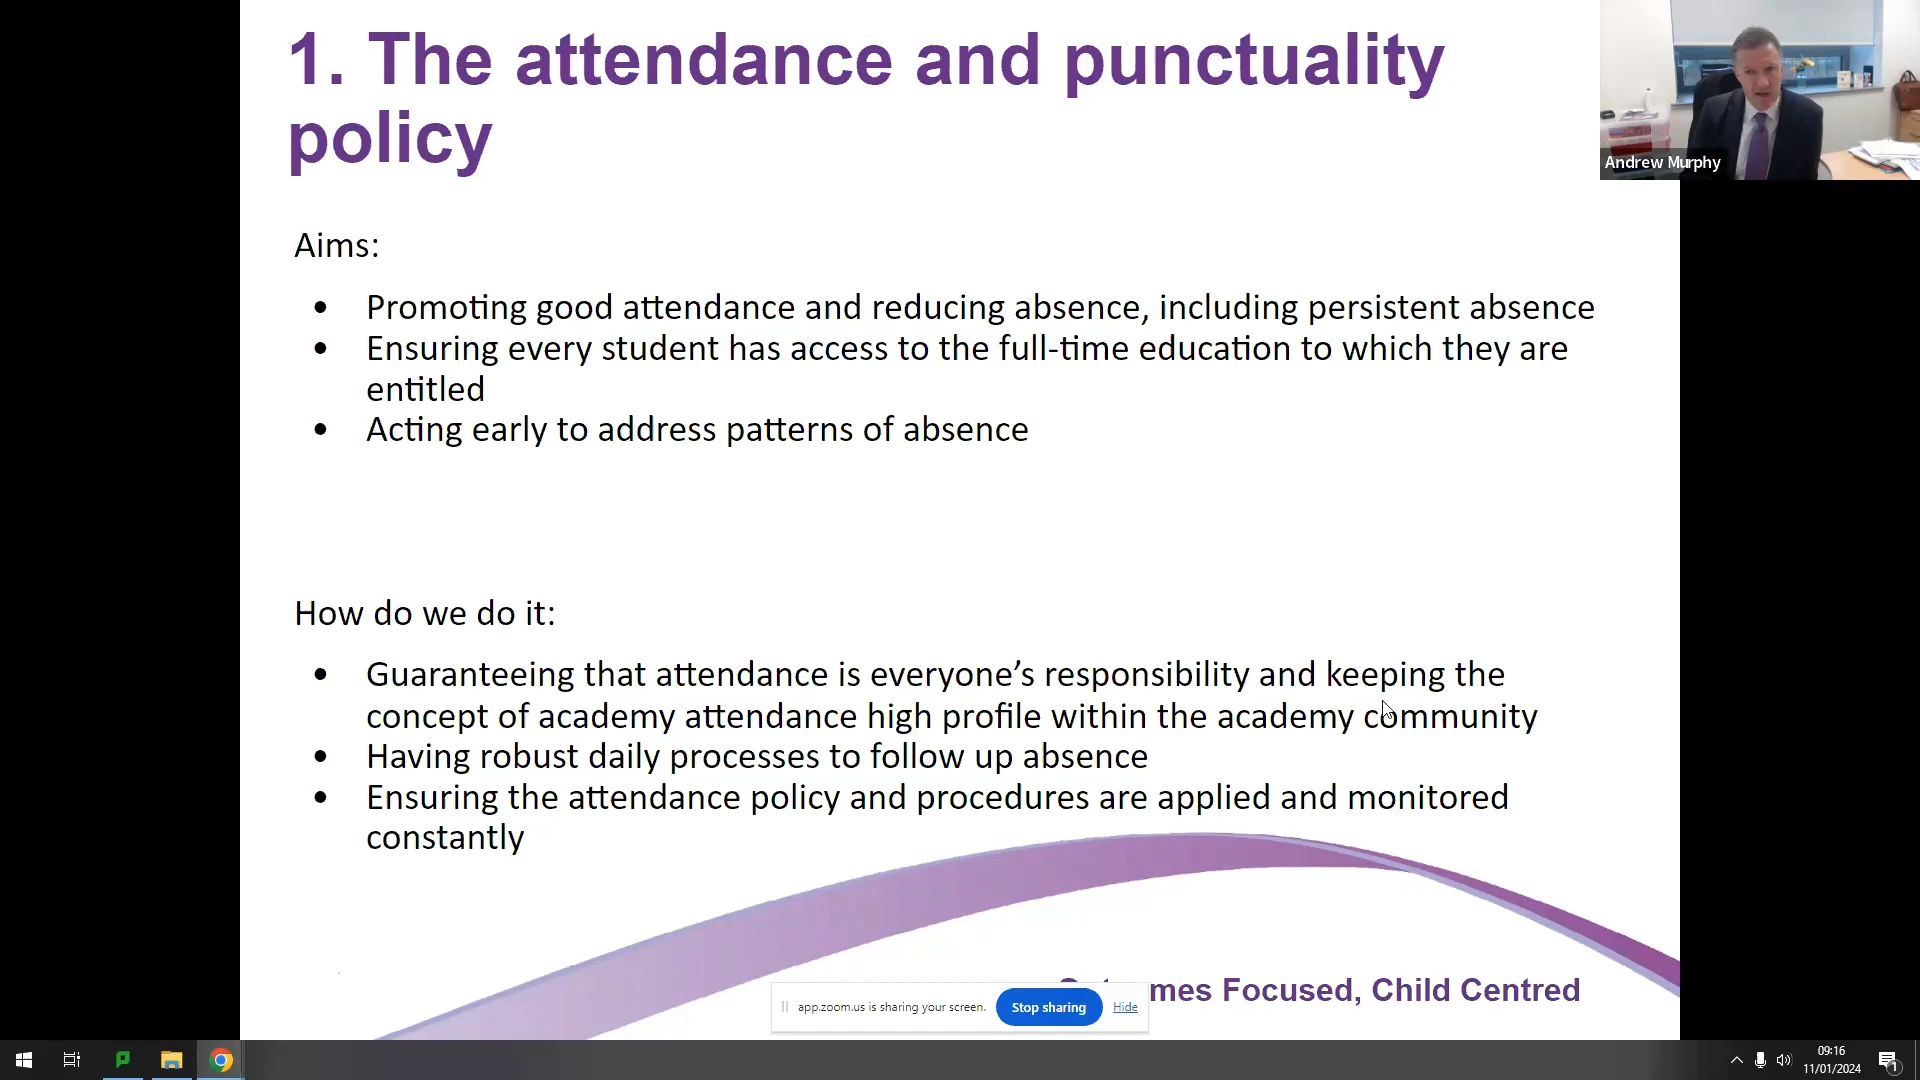 1. The attendance and punctuality
policy
Andrew Murphy
Aims:
• Promoting good attendance and reducing absence, including persistent absence
• Ensuring every student has access to the full-time education to which they are
entitled
• Acting early to address patterns of absence
How do we do it:
• Guaranteeing that attendance is everyone’s responsibility and keeping the
concept of academy attendance high profile within the academy community
• Having robust daily processes to follow up absence
• Ensuring the attendance policy and procedures are applied and monitored
constantly
Focused, Child Centred
app.zoom.us is sharing your screen. Stop sharing Hide
09:16
11/01/2024
1